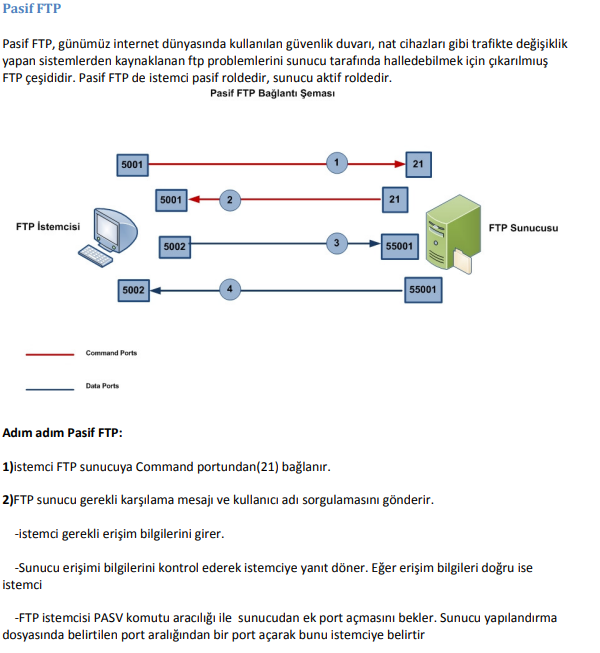 Pasif FTP
Pasif FTP, günümüz internet dünyasında kullanılan güvenlik duvarı, nat cihazları gibi trafikte değişiklik
yapan sistemlerden kaynaklanan ftp problemlerini sunucu tarafında halledebilmek için çıkarılmıuş
FTP çeşididir. Pasif FTP de istemci pasif roldedir, sunucu aktif roldedir.
Pasif FTP Bağlantı Şeması
5001 1 21
5001 2 21
FTP İstemcisi
FTP Sunucusu
5002 3 55001
5002 4 55001
Command Ports
Data Ports
Adım adım Pasif FTP:
1)istemci FTP sunucuya Command portundan(21) bağlanır.
2)FTP sunucu gerekli karşılama mesajı ve kullanıcı adı sorgulamasını gönderir.
-istemci gerekli erişim bilgilerini girer.
-Sunucu erişimi bilgilerini kontrol ederek istemciye yanıt döner. Eğer erişim bilgileri doğru ise
istemci
-FTP istemcisi PASV komutu aracılığı ile sunucudan ek port açmasını bekler. Sunucu yapılandırma
dosyasında belirtilen port aralığından bir port açarak bunu istemciye belirtir